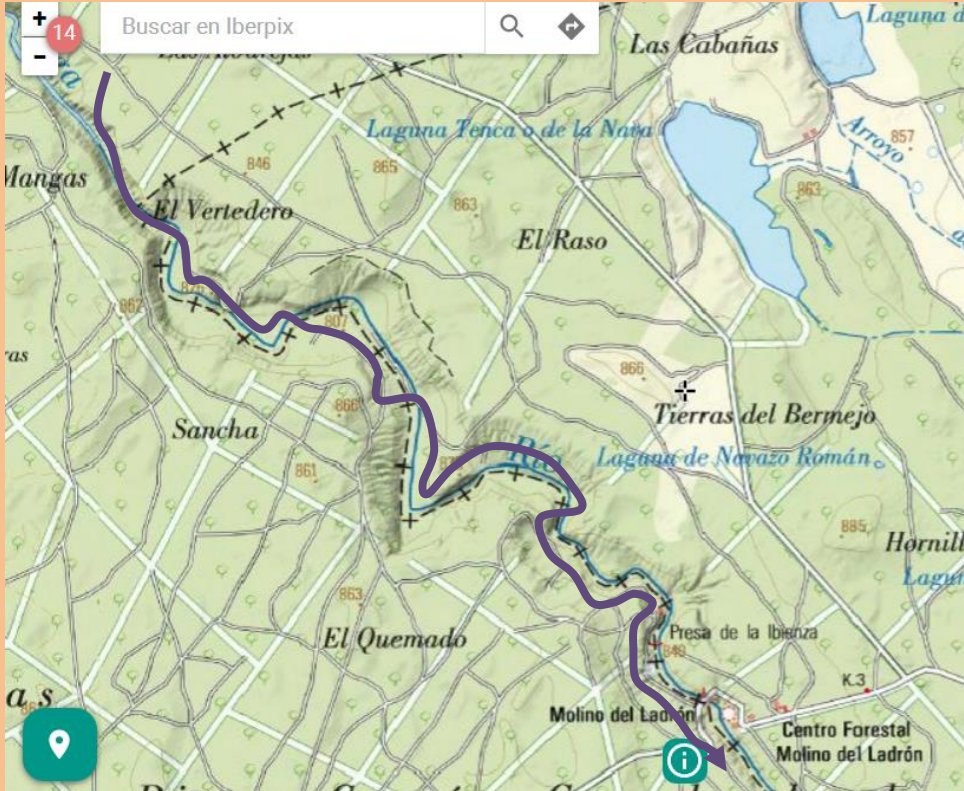 +
14
-
Buscar en Iberpix
Laguna
Las Cabañas
Laguna Tenca o de la Nava
Arroyo
857
846
865
863
863
Mangas
El Vertedero
El Raso
862
807
ras
866
866
Tierras del Bermejo
Sancha
Río
Laguna de Navazo Román
861
885
Hornill
Lagun
863
El Quemado
Presa de la Ibienza
849
a s
K.3
Molino del Ladrón
Centro Forestal
Molino del Ladrón